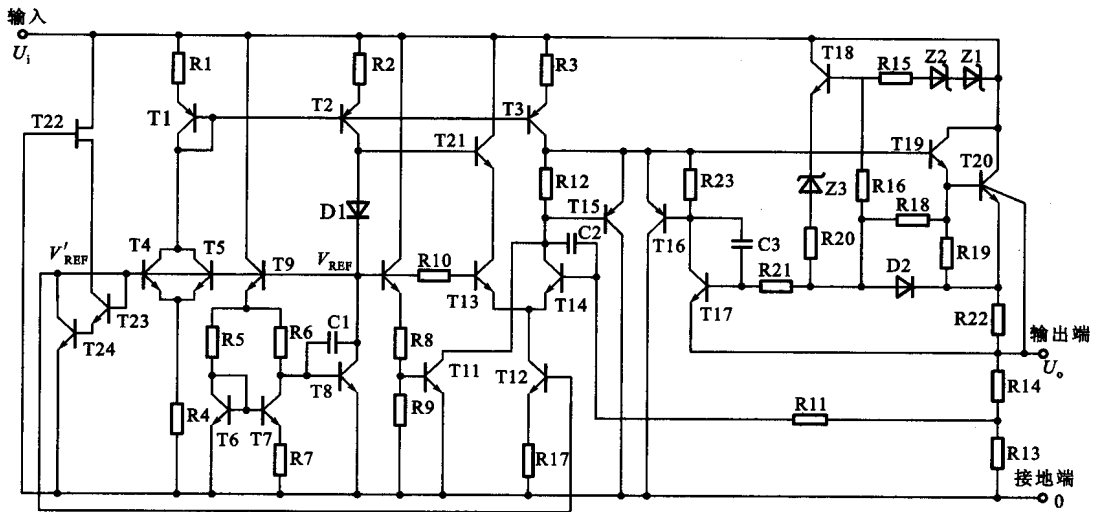 输入
Ui
R1
R2
R3
T18
R15
Z2
Z1
T22
T1
T2
T3
T21
T19
T20
R12
R23
Z3
R16
R18
D1
T15
T16
C2
C3
R20
R19
V'REF
T4
T5
T9
VREF
R10
T13
T14
R21
D2
T17
R22
T23
T24
R5
R6
C1
R8
T11
T12
输出端
Uo
T8
R14
R4
R9
R11
T6
T7
R7
R17
R13
接地端
0